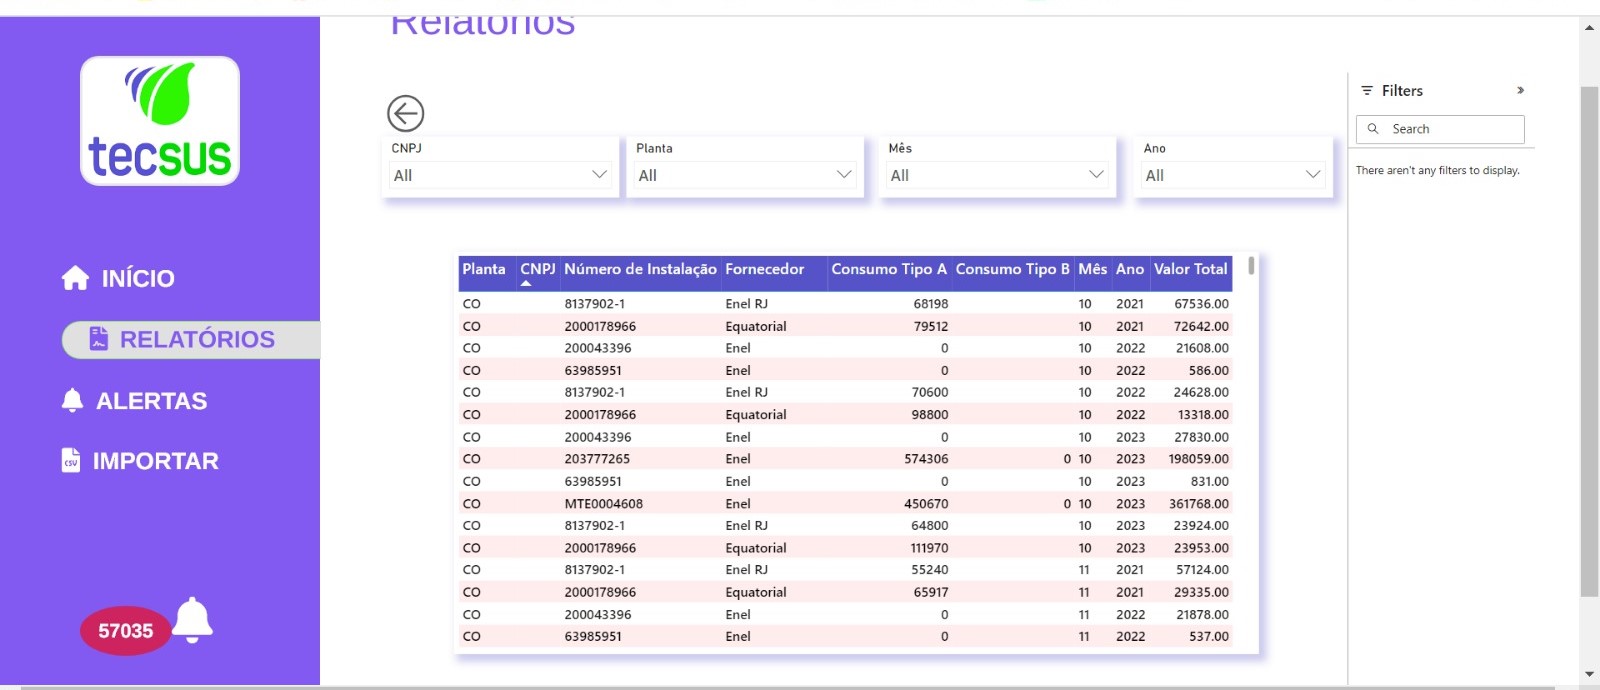 Relatórios
tecsus
INÍCIO
RELATÓRIOS
ALERTAS
CSV IMPORTAR
57035
CNPJ
All
Planta
All
Mês
All
Ano
All
Planta CNPJ Número de Instalação Fornecedor Consumo Tipo A Consumo Tipo B Mês Ano Valor Total
CO 8137902-1 Enel RJ 68198 10 2021 67536.00
CO 2000178966 Equatorial 79512 10 2021 72642.00
CO 200043396 Enel 0 10 2022 21608.00
CO 63985951 Enel 0 10 2022 586.00
CO 8137902-1 Enel RJ 70600 10 2022 24628.00
CO 2000178966 Equatorial 98800 10 2022 13318.00
CO 200043396 Enel 0 10 2023 27830.00
CO 203777265 Enel 574306 0 10 2023 198059.00
CO 63985951 Enel 0 10 2023 831.00
CO MTE0004608 Enel 450670 0 10 2023 361768.00
CO 8137902-1 Enel RJ 64800 10 2023 23924.00
CO 2000178966 Equatorial 111970 10 2023 23953.00
CO 8137902-1 Enel RJ 55240 11 2021 57124.00
CO 2000178966 Equatorial 65917 11 2021 29335.00
CO 200043396 Enel 0 11 2022 21878.00
CO 63985951 Enel 0 11 2022 537.00
Filters
Search
There aren't any filters to display.